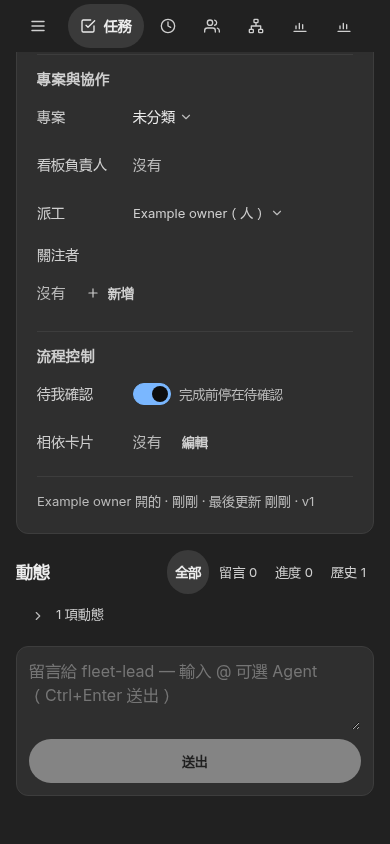 任務
專案與協作
專案 未分類
看板負責人 沒有
派工 Example owner（人）
關注者
沒有 + 新增
流程控制
待我確認 完成前停在待確認
相依卡片 沒有 編輯
Example owner 開的 · 剛剛 · 最後更新 剛剛 · v1
動態 全部 留言 0 進度 0 歷史 1
1 項動態
留言給 fleet-lead — 輸入 @ 可選 Agent
（Ctrl+Enter 送出）
送出